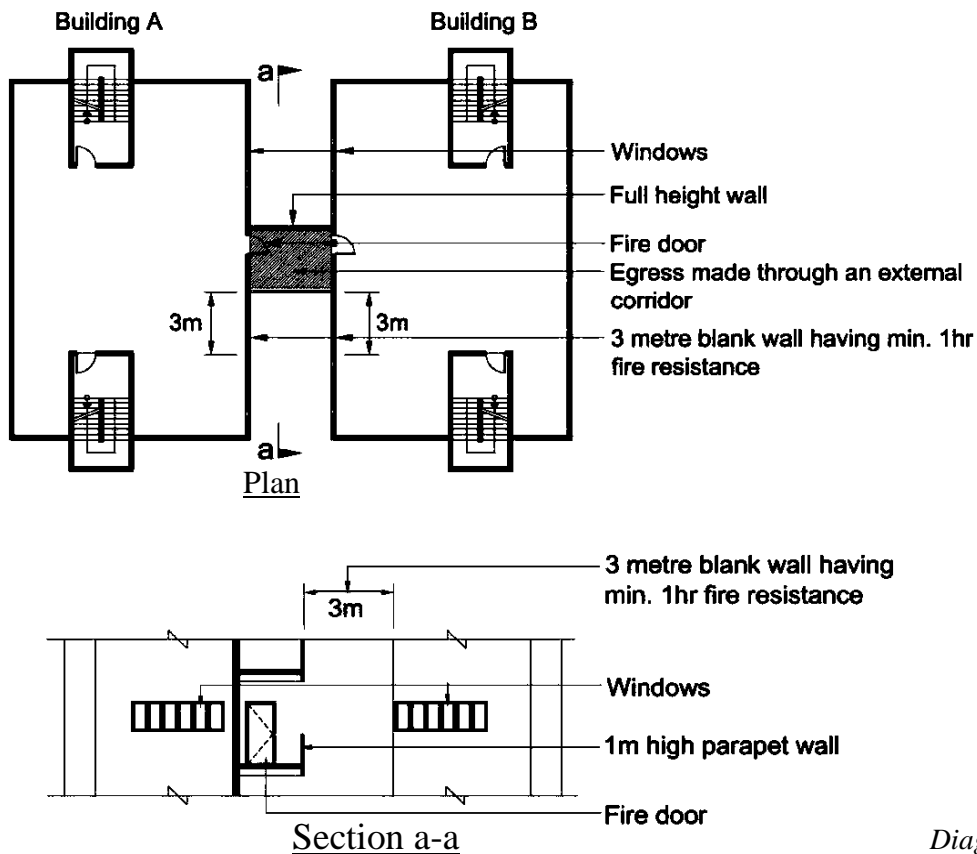 Building A
Building B
a
Windows
Full height wall
Fire door
Egress made through an external
corridor
3m
3m
3 metre blank wall having min. 1hr
fire resistance
a
Plan
3 metre blank wall having
min. 1hr fire resistance
3m
Windows
1m high parapet wall
Fire door
Section a-a